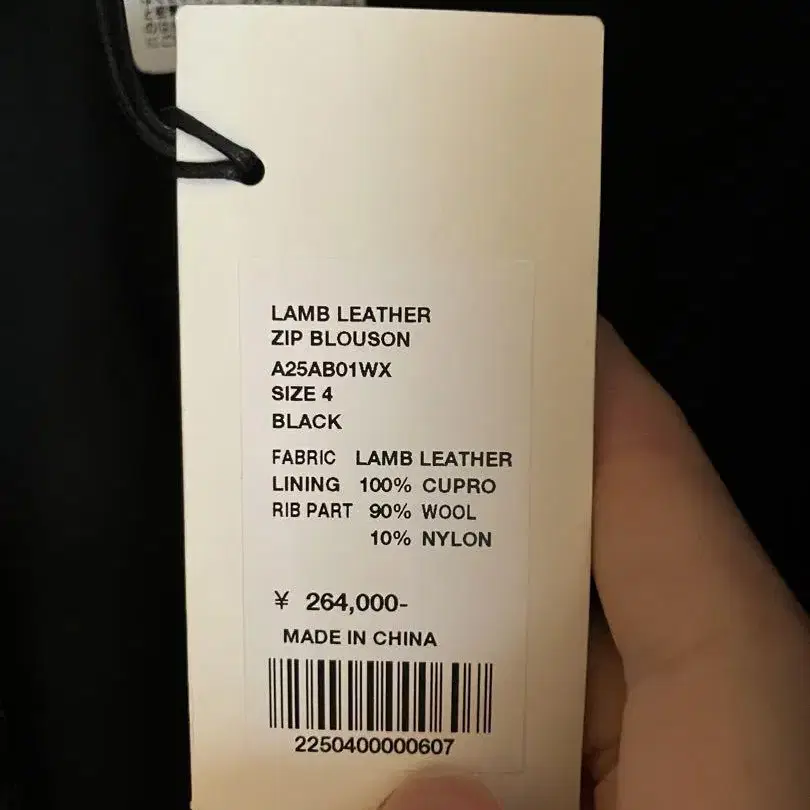 LAMB LEATHER
ZIP BLOUSON
A25AB01WX
SIZE 4
BLACK
FABRIC LAMB LEATHER
LINING 100% CUPRO
RIB PART 90% WOOL
10% NYLON
¥ 264,000-
MADE IN CHINA
2250400000607